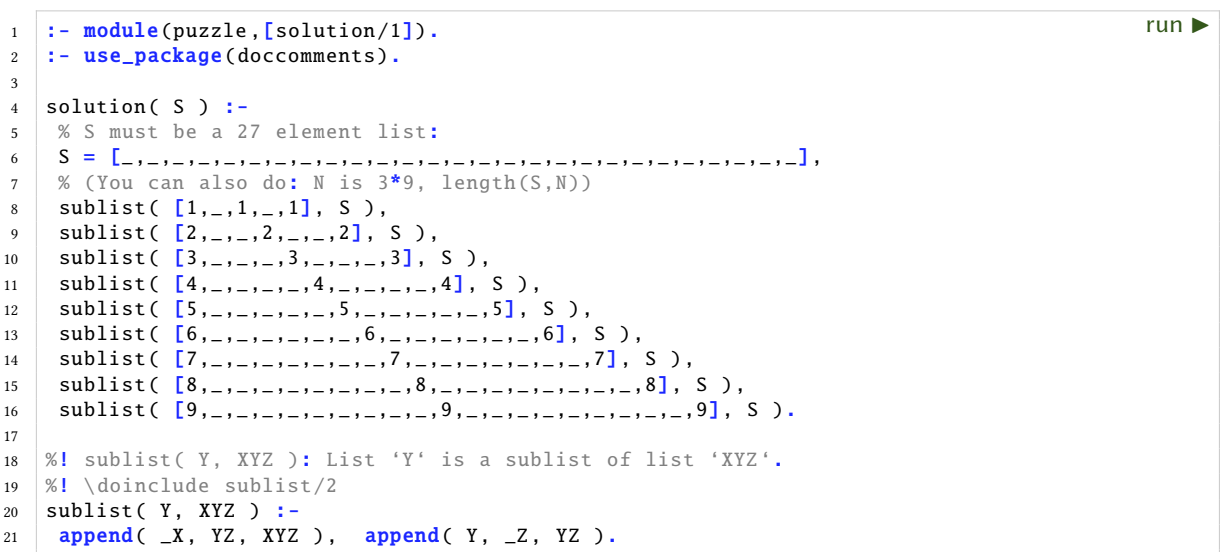 1 :- module(puzzle,[solution/1]). run ▶
2 :- use_package(doccomments).
3
4 solution( S ) :-
5 % S must be a 27 element list:
6 S = [_,_,_,_,_,_,_,_,_,_,_,_,_,_,_,_,_,_,_,_,_,_,_,_,_,_,_],
7 % (You can also do: N is 3*9, length(S,N))
8 sublist( [1,_,1,_,1], S ),
9 sublist( [2,_,_,2,_,_,2], S ),
10 sublist( [3,_,_,_,3,_,_,_,3], S ),
11 sublist( [4,_,_,_,_,4,_,_,_,_,4], S ),
12 sublist( [5,_,_,_,_,_,5,_,_,_,_,_,5], S ),
13 sublist( [6,_,_,_,_,_,_,6,_,_,_,_,_,_,6], S ),
14 sublist( [7,_,_,_,_,_,_,_,7,_,_,_,_,_,_,_,7], S ),
15 sublist( [8,_,_,_,_,_,_,_,_,8,_,_,_,_,_,_,_,_,8], S ),
16 sublist( [9,_,_,_,_,_,_,_,_,_,9,_,_,_,_,_,_,_,_,_,9], S ).
17
18 %! sublist( Y, XYZ ): List ‘Y‘ is a sublist of list ‘XYZ‘.
19 %! \doinclude sublist/2
20 sublist( Y, XYZ ) :-
21 append( _X, YZ, XYZ ), append( Y, _Z, YZ ).